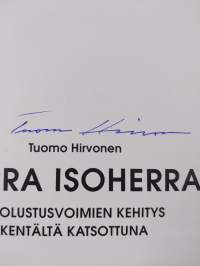 Tuomo Hirvonen
Tuomo Hirvonen
RA ISOHERRA
OLUSTUSVOIMIEN KEHITYS
KENTÄLTÄ KATSOTTUNA